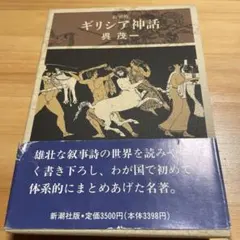 新装版
ギリシア神話
呉 茂一
雄壮な叙事詩の世界を読みやす
く書き下ろし、わが国で初めて
体系的にまとめあげた名著。
新潮社版・定価3500円(本体3398円)